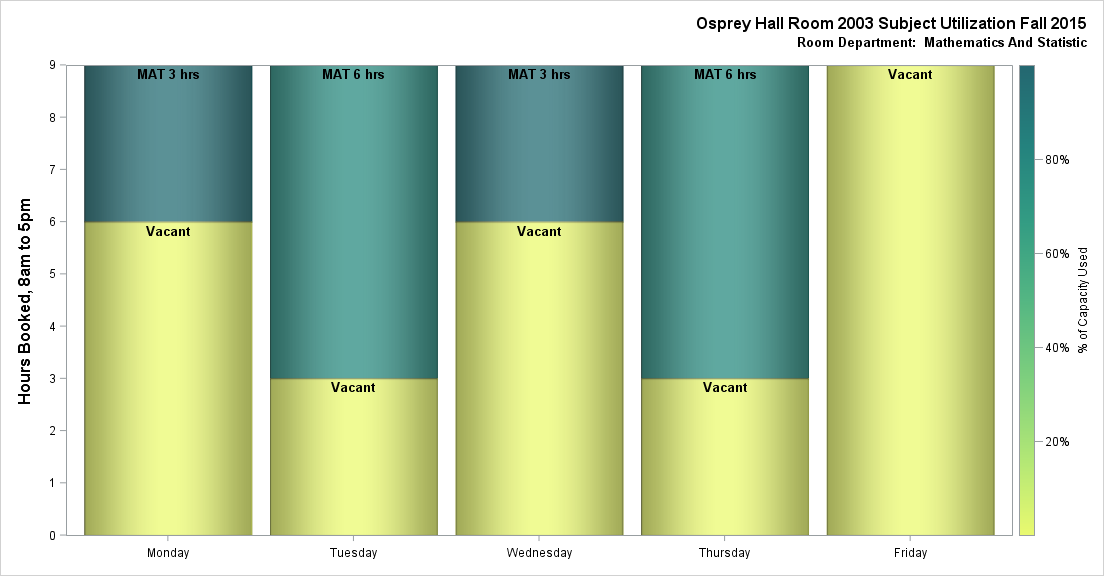 Osprey Hall Room 2003 Subject Utilization Fall 2015
Room Department: Mathematics And Statistic
Hours Booked, 8am to 5pm
9
8
7
6
5
4
3
2
1
0
MAT 3 hrs
Vacant
MAT 6 hrs
Vacant
MAT 3 hrs
Vacant
MAT 6 hrs
Vacant
Vacant
Monday
Tuesday
Wednesday
Thursday
Friday
80%
60%
40%
20%
% of Capacity Used